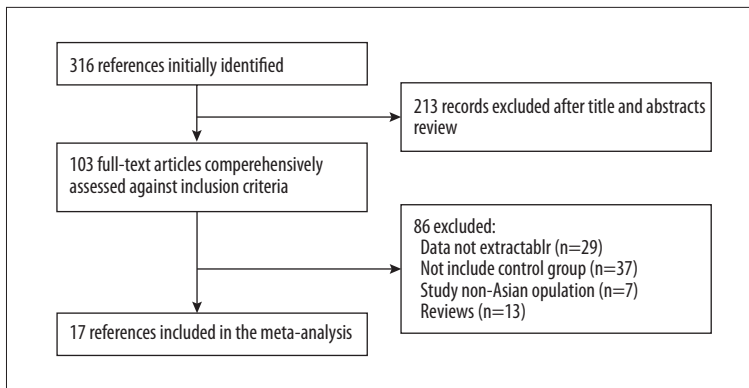 316 references initially identified
213 records excluded after title and abstracts
review
103 full-text articles comperehensively
assessed against inclusion criteria
86 excluded:
Data not extractablr (n=29)
Not include control group (n=37)
Study non-Asian opulation (n=7)
Reviews (n=13)
17 references included in the meta-analysis